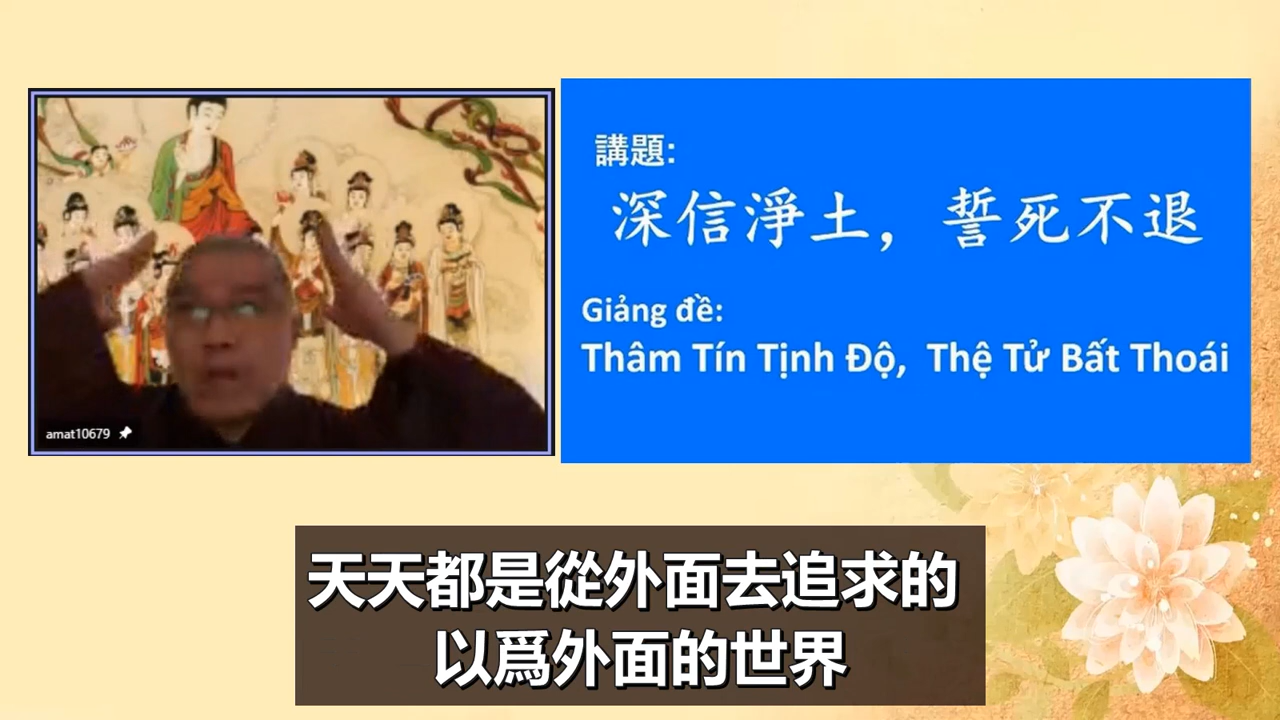 講題:
深信淨土，誓死不退
Giảng đề:
Thâm Tín Tịnh Độ, Thệ Tử Bất Thoái
amat10679
天天都是從外面去追求的
以爲外面的世界